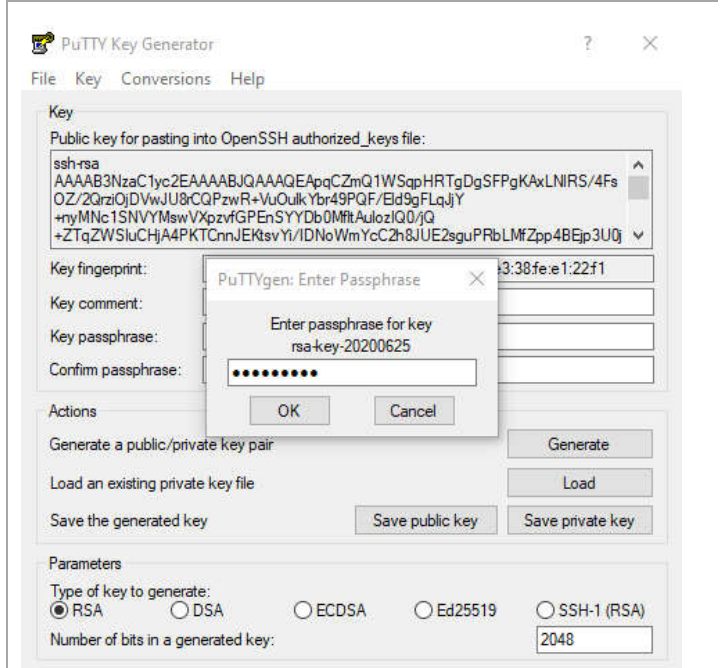 PuTTY Key Generator ? ×
File Key Conversions Help
Key
Public key for pasting into OpenSSH authorized_keys file:
ssh-rsa
AAAAB3NzaC1yc2EAAAABJQAAAQEApqCZmQ1WSqpHRTgDgSFPgKAxLNIRS/4Fs
OZ/2QrziOjDVwJU8rCQPzwR+VuOulkYbr49PQF/Eld9gFLqJjY
+nyMNc1SNVYMswVXpzvfGPEnSYYDb0MfltAulozIQ0/jQ
+ZTqZWSluCHjA4PKTCnnJEKtsvYi/IDNoWmYcC2h8JUE2sguPRbLMfZpp4BEjp3U0j
Key fingerprint: e3:38:fe:e1:22:f1
PuTTYgen: Enter Passphrase ×
Key comment:
Enter passphrase for key
rsa-key-20200625
Key passphrase:
Confirm passphrase:
OK Cancel
Actions
Generate a public/private key pair Generate
Load an existing private key file Load
Save the generated key Save public key Save private key
Parameters
Type of key to generate:
RSA DSA ECDSA Ed25519 SSH-1 (RSA)
Number of bits in a generated key: 2048